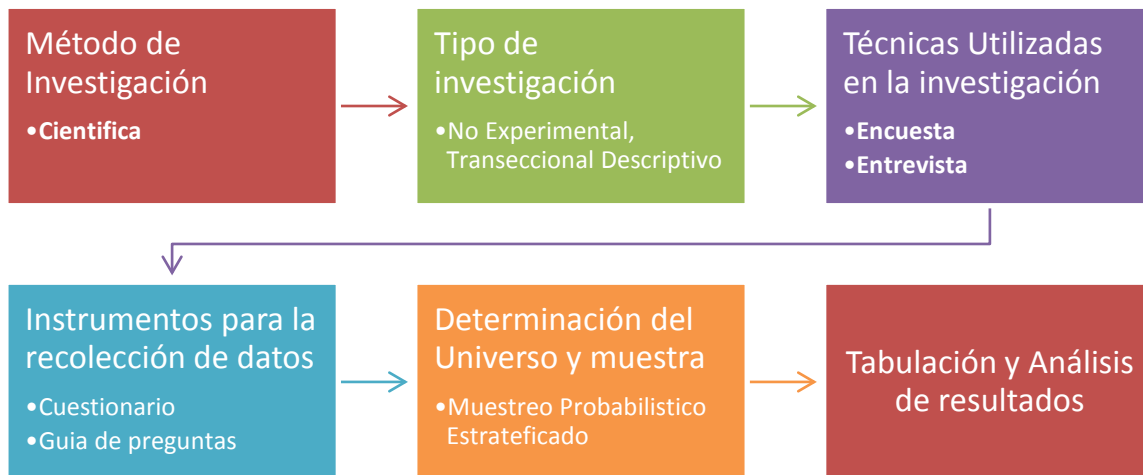 Método de
Investigación
•Cientifica
Tipo de
investigación
•No Experimental,
Transeccional Descriptivo
Técnicas Utilizadas
en la investigación
•Encuesta
•Entrevista
Instrumentos para la
recolección de datos
•Cuestionario
•Guia de preguntas
Determinación del
Universo y muestra
•Muestreo Probabilistico
Estrateficado
Tabulación y Análisis
de resultados